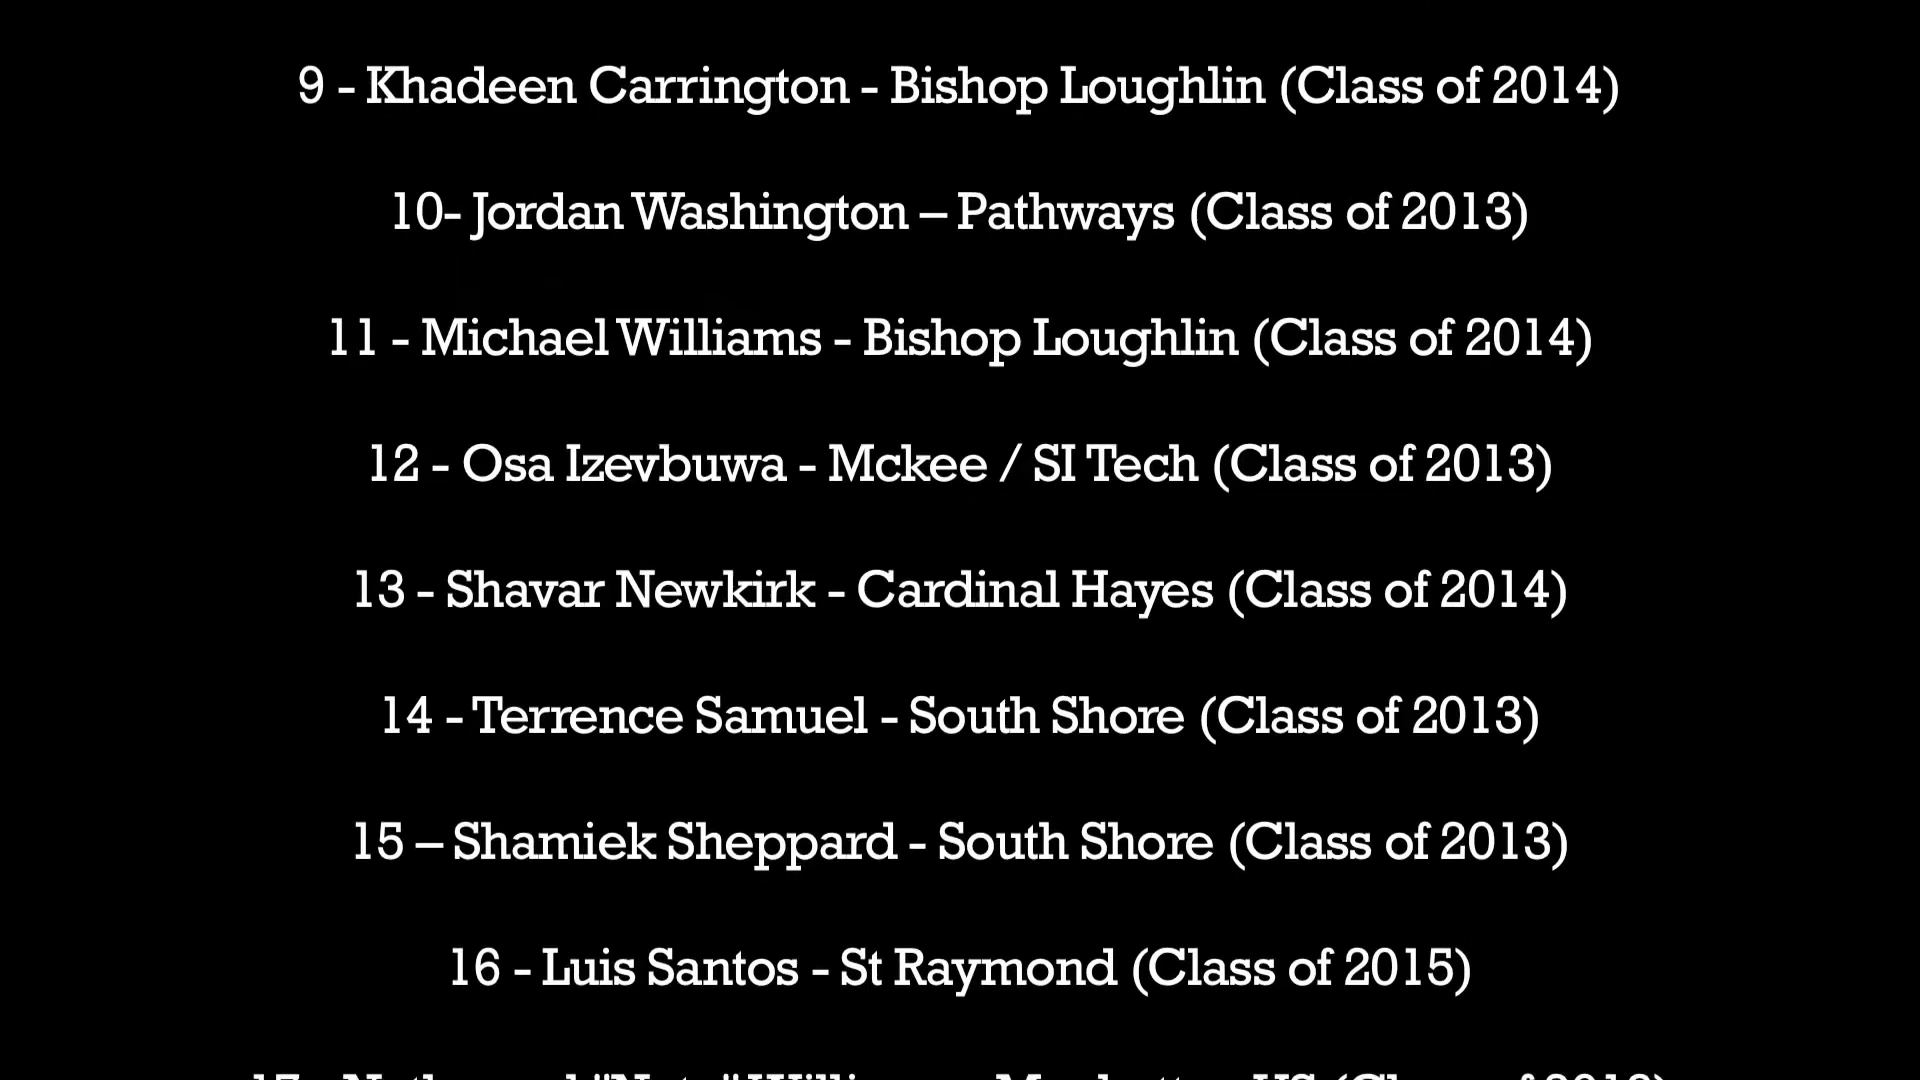 9 - Khadeen Carrington - Bishop Loughlin (Class of 2014)
10- Jordan Washington – Pathways (Class of 2013)
11 - Michael Williams - Bishop Loughlin (Class of 2014)
12 - Osa Izevbuwa - Mckee / SI Tech (Class of 2013)
13 - Shavar Newkirk - Cardinal Hayes (Class of 2014)
14 - Terrence Samuel - South Shore (Class of 2013)
15 – Shamiek Sheppard - South Shore (Class of 2013)
16 - Luis Santos - St Raymond (Class of 2015)